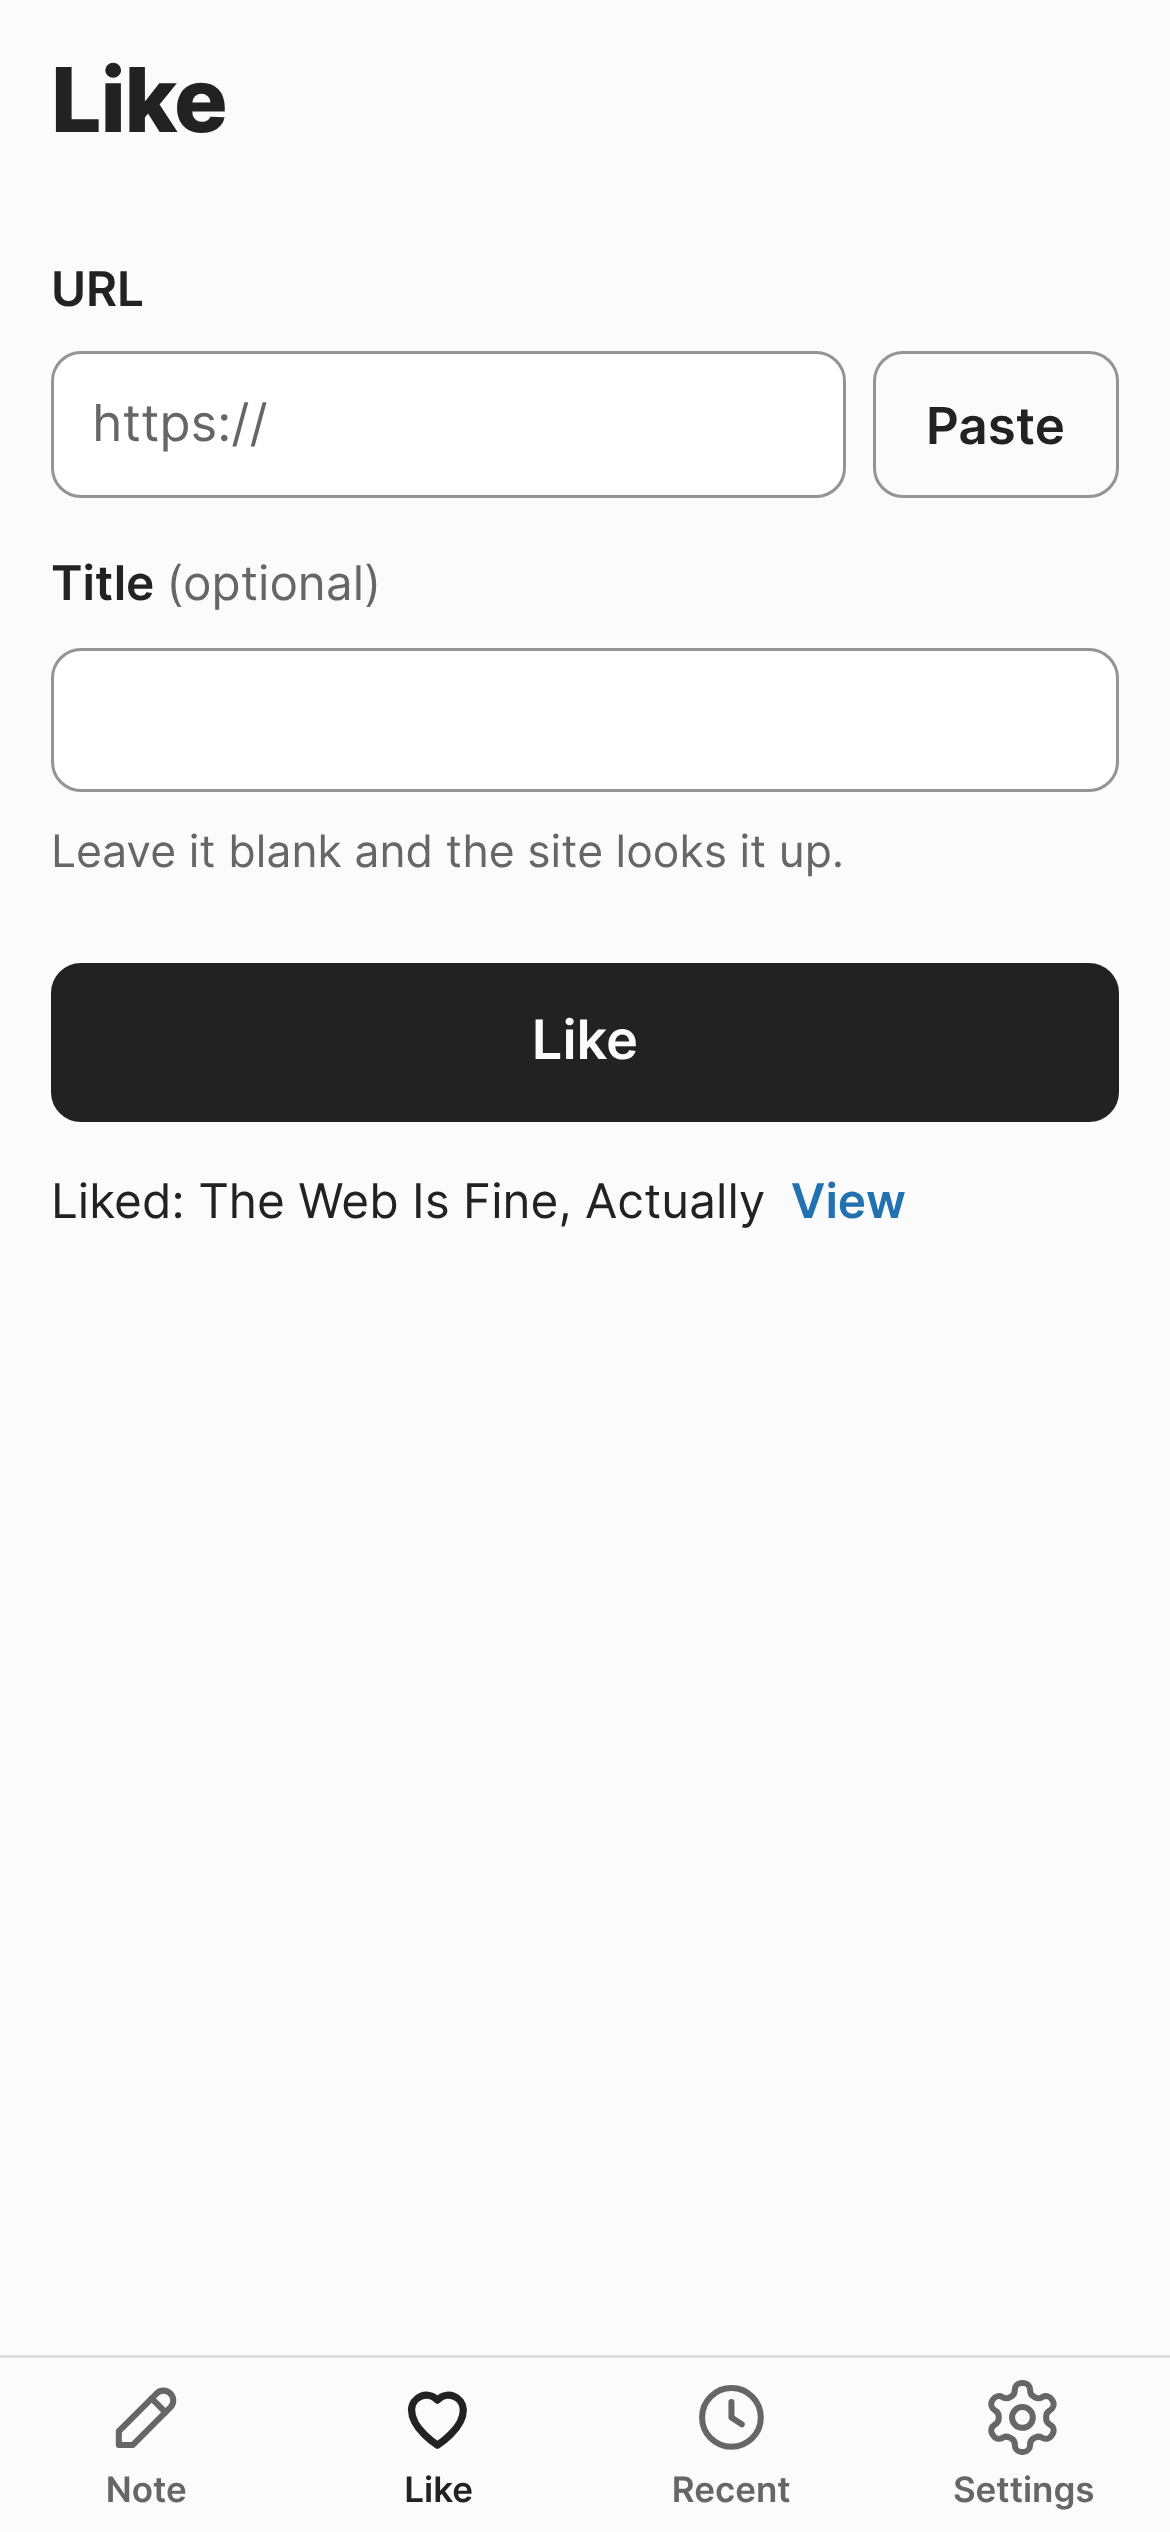 Like
URL
https:// Paste
Title (optional)
Leave it blank and the site looks it up.
Like
Liked: The Web Is Fine, Actually View
Note Like Recent Settings